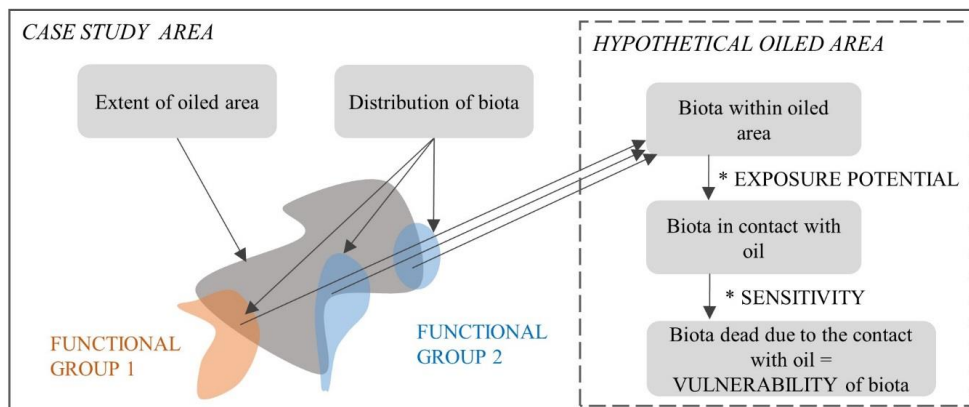 CASE STUDY AREA
Extent of oiled area
Distribution of biota
FUNCTIONAL
GROUP 1
FUNCTIONAL
GROUP 2
HYPOTHETICAL OILED AREA
Biota within oiled
area
* EXPOSURE POTENTIAL
Biota in contact with
oil
* SENSITIVITY
Biota dead due to the contact
with oil =
VULNERABILITY of biota